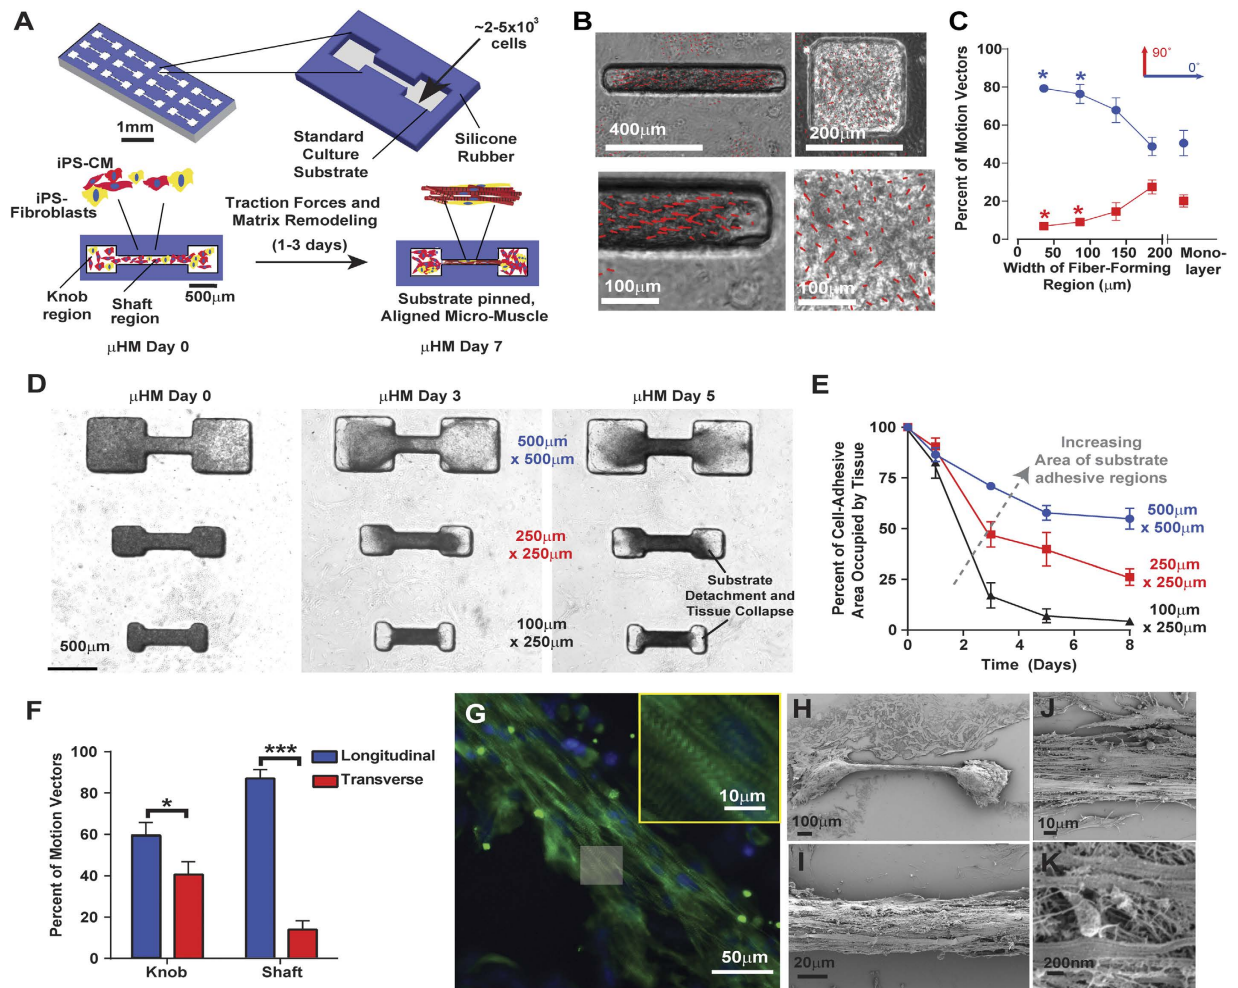 A
~2-5x10³
cells
1mm
Standard
Culture
Substrate
Silicone
Rubber
iPS-CM
iPS-
Fibroblasts
Traction Forces and
Matrix Remodeling
(1-3 days)
Knob
region
Shaft
region
500μm
Substrate pinned,
Aligned Micro-Muscle
μHM Day 0
μHM Day 7
B
400μm
200μm
100μm
100μm
C
Percent of Motion Vectors
100
80
60
40
20
0
90°
0°
* *
* *
0 50 100 150 200
Mono-
layer
Width of Fiber-Forming
Region (μm)
D
μHM Day 0
μHM Day 3
μHM Day 5
500μm
x 500μm
250μm
x 250μm
100μm
x 250μm
Substrate
Detachment and
Tissue Collapse
500μm
E
Percent of Cell-Adhesive
Area Occupied by Tissue
100
75
50
25
0
Increasing
Area of substrate
adhesive regions
500μm
x 500μm
250μm
x 250μm
100μm
x 250μm
0 2 4 6 8
Time (Days)
F
Percent of Motion Vectors
100
80
60
40
20
0
*
***
Longitudinal
Transverse
Knob
Shaft
G
10μm
50μm
H
100μm
I
20μm
J
10μm
K
200nm